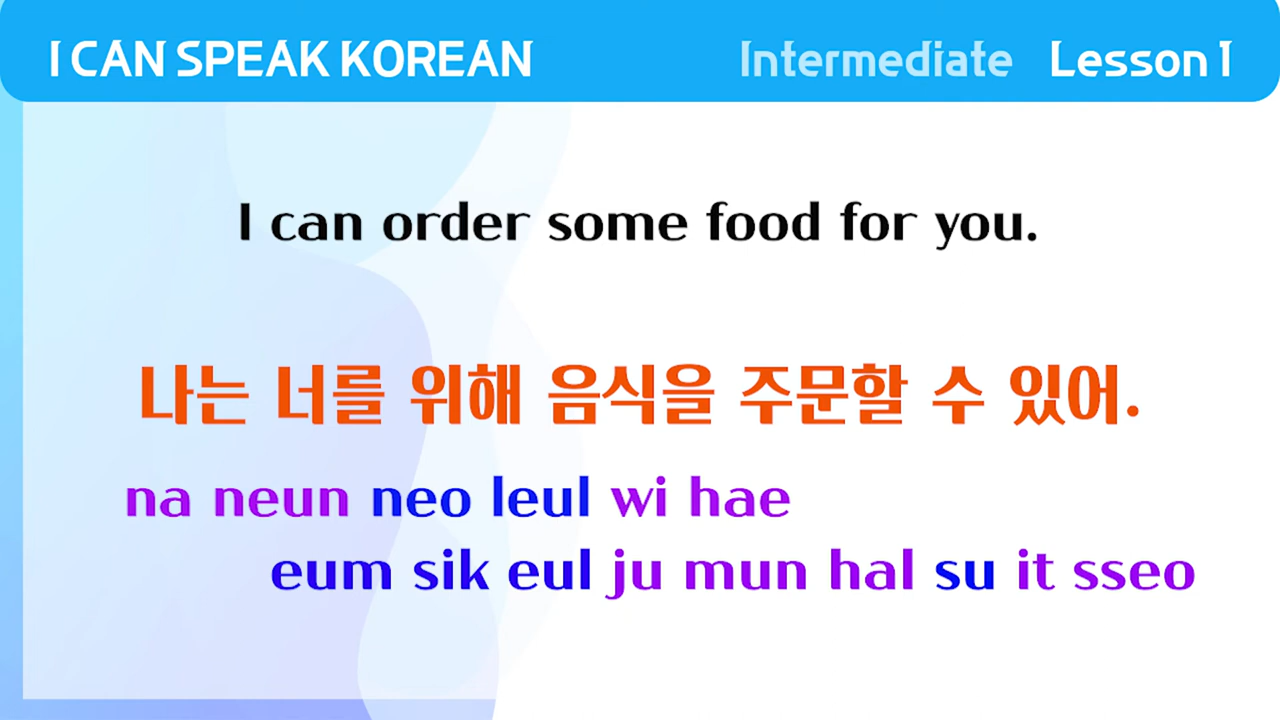 I CAN SPEAK KOREAN Intermediate Lesson 1
I can order some food for you.
나는 너를 위해 음식을 주문할 수 있어.
na neun neo leul wi hae
eum sik eul ju mun hal su it sseo